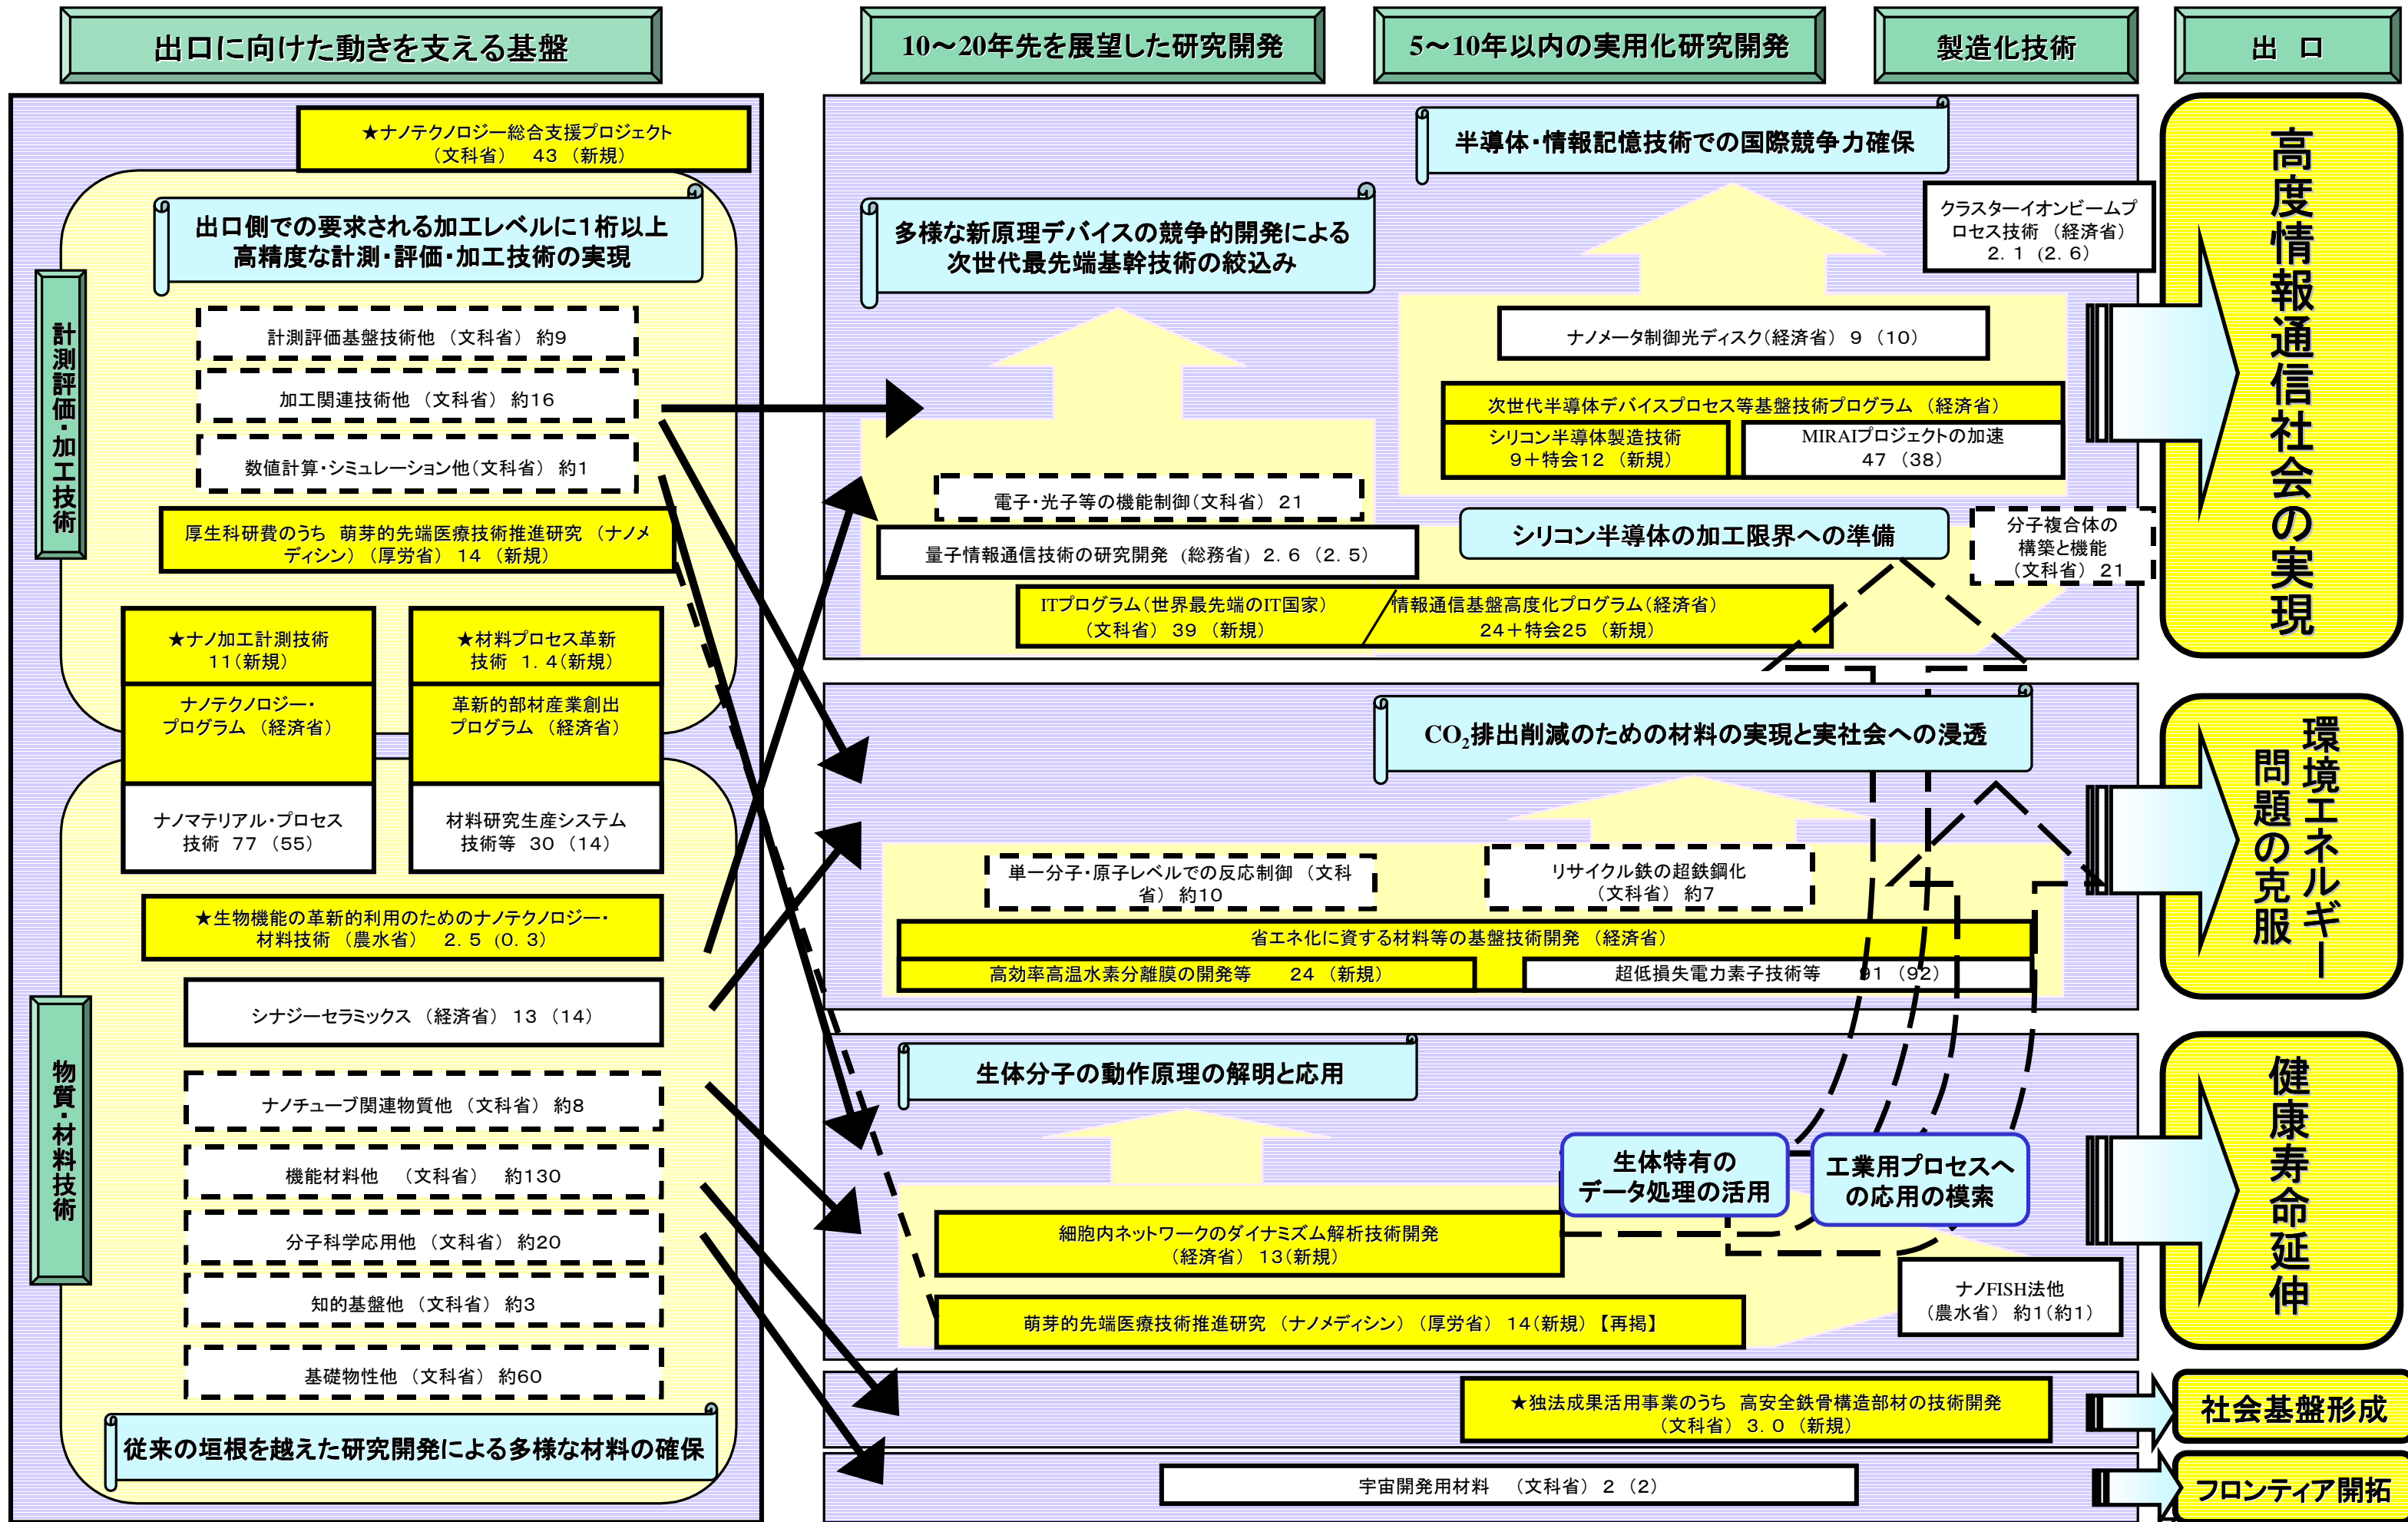 出口に向けた動きを支える基盤
10～20年先を展望した研究開発
5～10年以内の実用化研究開発
製造化技術
出　口
★ナノテクノロジー総合支援プロジェクト
（文科省）　43 （新規）
出口側での要求される加工レベルに１桁以上
高精度な計測・評価・加工技術の実現
計測評価・加工技術
計測評価基盤技術他 （文科省） 約9
加工関連技術他 （文科省） 約16
数値計算・シミュレーション他（文科省） 約1
厚生科研費のうち　萌芽的先端医療技術推進研究 （ナノメ
ディシン） （厚労省） 14 （新規）
★ナノ加工計測技術
11（新規）
ナノテクノロジー・
プログラム （経済省）
ナノマテリアル・プロセス
技術 77 （55）
★材料プロセス革新
技術 1．4（新規）
革新的部材産業創出
プログラム （経済省）
材料研究生産システム
技術等 30 （14）
★生物機能の革新的利用のためのナノテクノロジー・
材料技術 （農水省）　2．5 (0．3)
物質・材料技術
シナジーセラミックス （経済省） 13 （14）
ナノチューブ関連物質他 （文科省） 約8
機能材料他　（文科省）　約130
分子科学応用他 （文科省） 約20
知的基盤他 （文科省） 約3
基礎物性他 （文科省） 約60
従来の垣根を越えた研究開発による多様な材料の確保
半導体・情報記憶技術での国際競争力確保
多様な新原理デバイスの競争的開発による
次世代最先端基幹技術の絞込み
クラスターイオンビームプ
ロセス技術 （経済省）
2．1 (2．6)
ナノメータ制御光ディスク（経済省） 9 （10）
次世代半導体デバイスプロセス等基盤技術プログラム （経済省）
シリコン半導体製造技術
9＋特会12 （新規）
MIRAIプロジェクトの加速
47 （38）
電子・光子等の機能制御（文科省） 21
量子情報通信技術の研究開発 (総務省) 2．6 （2．5）
シリコン半導体の加工限界への準備
分子複合体の
構築と機能
（文科省） 21
ITプログラム（世界最先端のIT国家）
（文科省） 39 （新規）
/
情報通信基盤高度化プログラム（経済省）
24＋特会25 （新規）
高度情報通信社会の実現
CO2排出削減のための材料の実現と実社会への浸透
単一分子・原子レベルでの反応制御 （文科
省） 約10
リサイクル鉄の超鉄鋼化
（文科省） 約7
省エネ化に資する材料等の基盤技術開発 （経済省）
高効率高温水素分離膜の開発等　　24 （新規）
超低損失電力素子技術等　　91 （92）
環境エネルギー
問題の克服
生体分子の動作原理の解明と応用
生体特有の
データ処理の活用
工業用プロセスへ
の応用の模索
細胞内ネットワークのダイナミズム解析技術開発
（経済省） 13（新規）
萌芽的先端医療技術推進研究 （ナノメディシン） （厚労省） 14（新規） 【再掲】
ナノFISH法他
（農水省） 約1（約1）
健康寿命延伸
★独法成果活用事業のうち　高安全鉄骨構造部材の技術開発
（文科省） 3．0 （新規）
社会基盤形成
宇宙開発用材料　（文科省） 2 （2）
フロンティア開拓